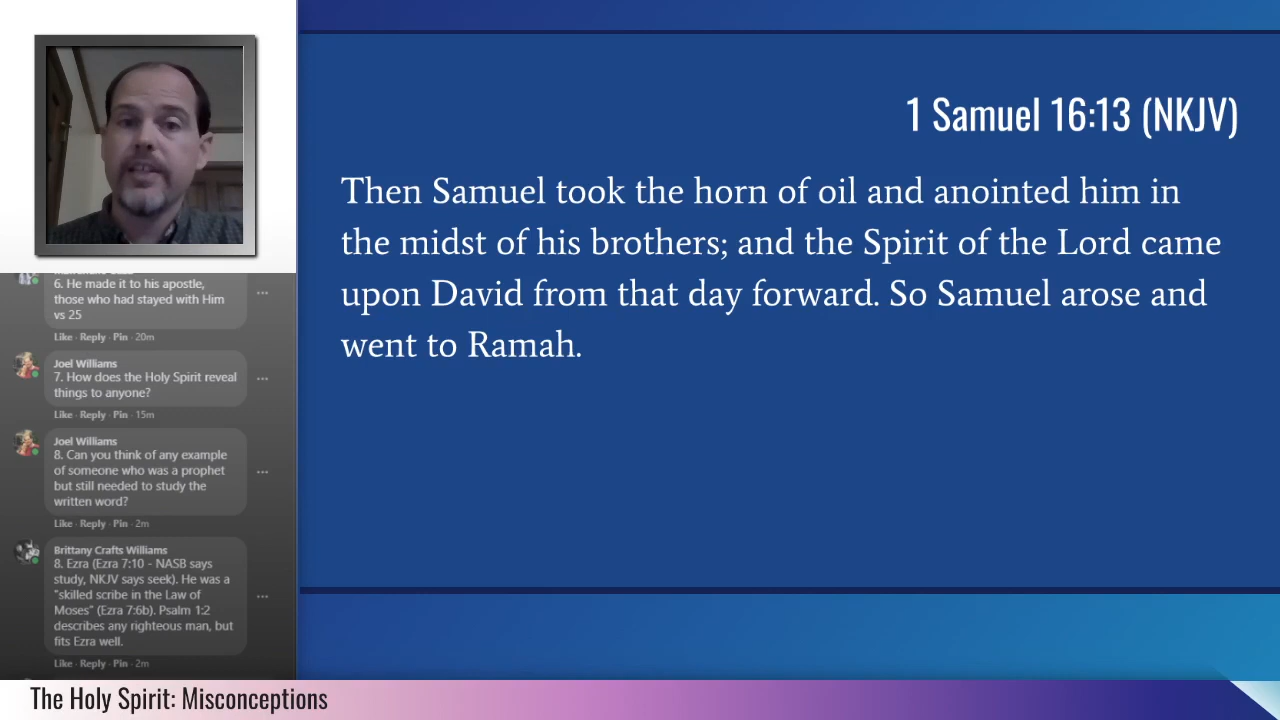 1 Samuel 16:13 (NKJV)
Then Samuel took the horn of oil and anointed him in
the midst of his brothers; and the Spirit of the Lord came
upon David from that day forward. So Samuel arose and
went to Ramah.
6. He made it to his apostle,
those who had stayed with Him
vs 25
Like · Reply · Pin · 20m
Joel Williams
7. How does the Holy Spirit reveal
things to anyone?
Like · Reply · Pin · 15m
Joel Williams
8. Can you think of any example
of someone who was a prophet
but still needed to study the
written word?
Like · Reply · Pin · 2m
Brittany Crafts Williams
8. Ezra (Ezra 7:10 - NASB says
study, NKJV says seek). He was a
"skilled scribe in the Law of
Moses" (Ezra 7:6b). Psalm 1:2
describes any righteous man, but
fits Ezra well.
Like · Reply · Pin · 2m
The Holy Spirit: Misconceptions